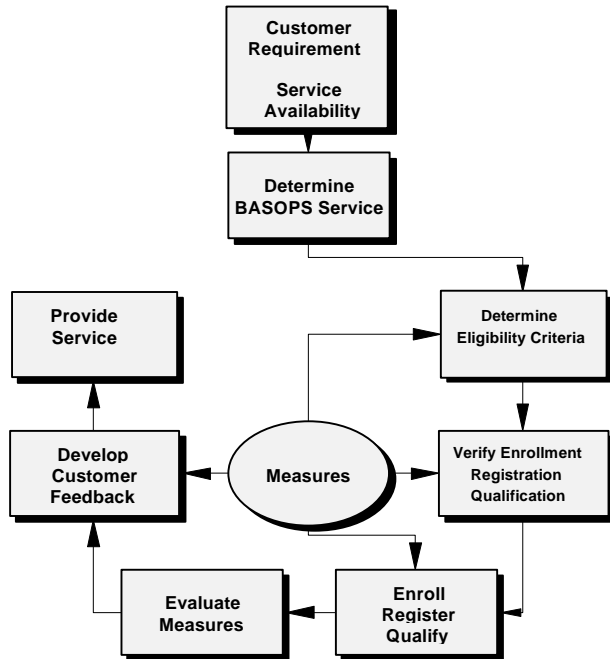 Customer
Requirement
Service
Availability
Determine
BASOPS Service
Provide
Service
Determine
Eligibility Criteria
Develop
Customer
Feedback
Measures
Verify Enrollment
Registration
Qualification
Evaluate
Measures
Enroll
Register
Qualify